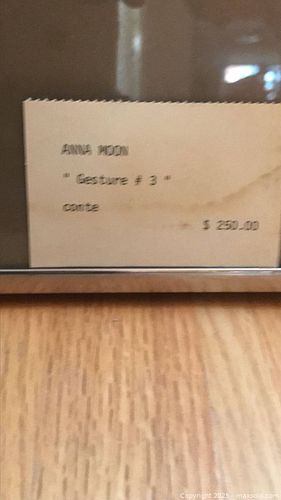 ANNA MOON
" Gesture # 3 "
conte
$ 250.00
Copyright 2025 - maxsold.com